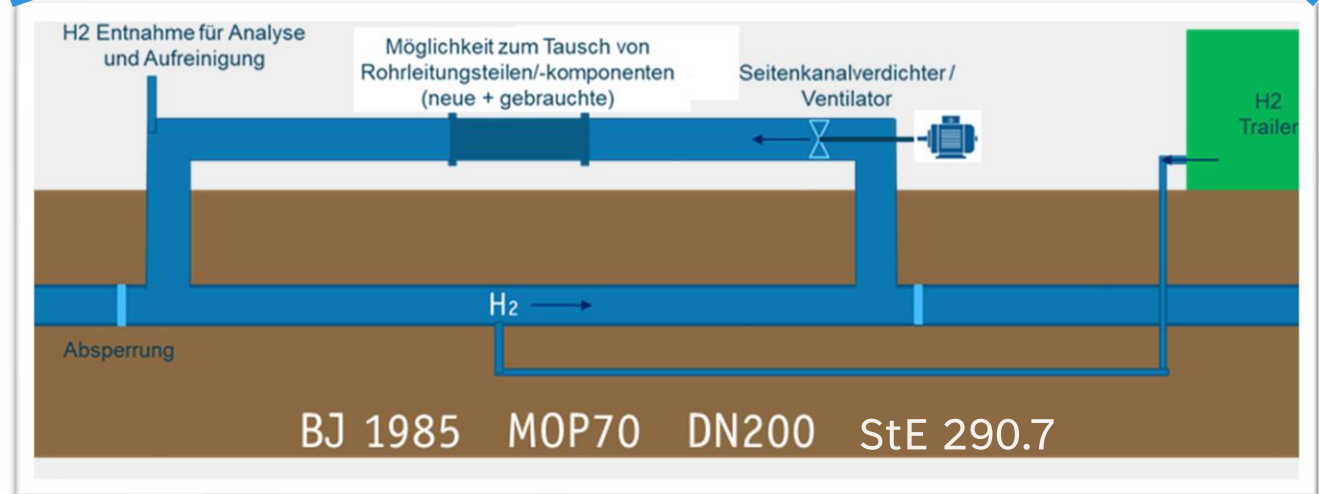 H2 Entnahme für Analyse
und Aufreinigung
Möglichkeit zum Tausch von
Rohrleitungsteilen/-komponenten
(neue + gebrauchte)
Seitenkanalverdichter /
Ventilator
H2
Trailer
H2
Absperrung
BJ 1985 MOP70 DN200 StE 290.7